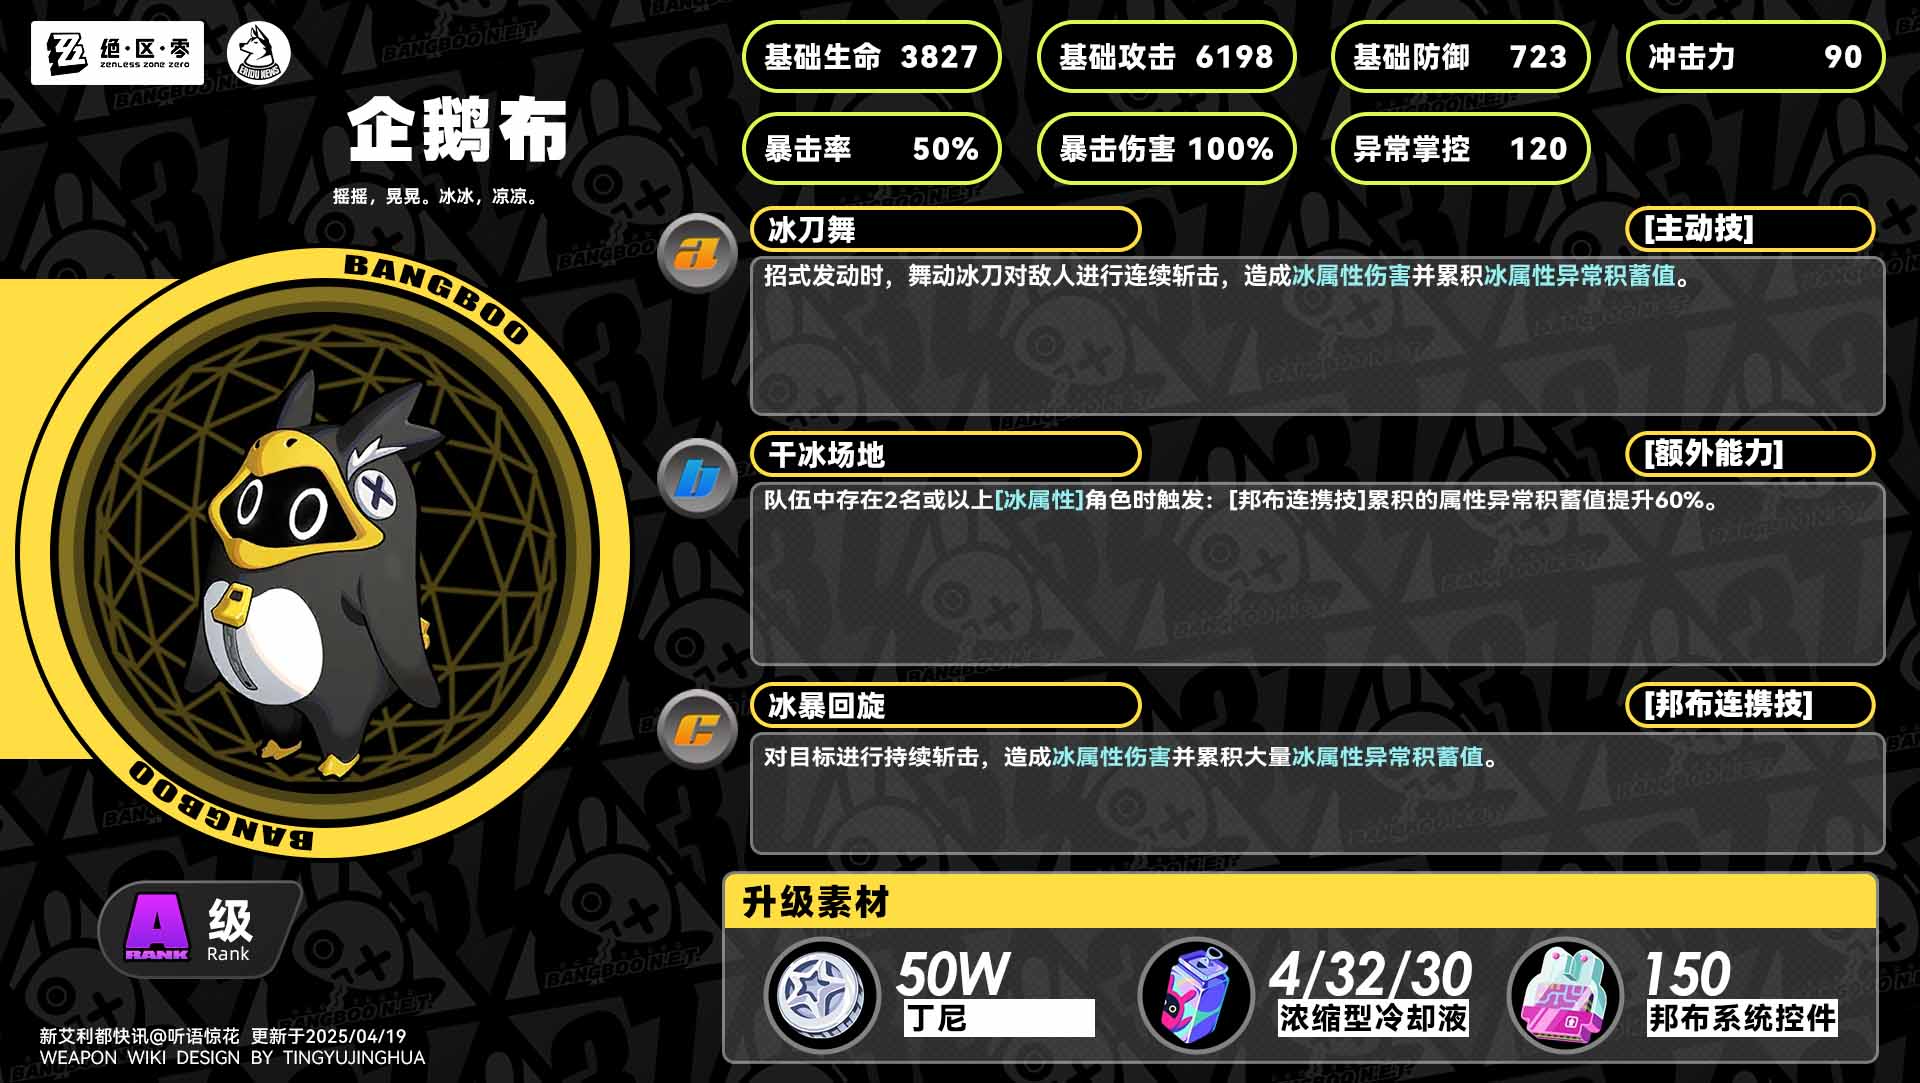 绝·区·零
ZENLESS ZONE ZERO
ERIDU NEWS
企鹅布
摇摇，晃晃。冰冰，凉凉。
基础生命 3827
基础攻击 6198
基础防御 723
冲击力 90
暴击率 50%
暴击伤害 100%
异常掌控 120
a
冰刀舞
[主动技]
招式发动时，舞动冰刀对敌人进行连续斩击，造成冰属性伤害并累积冰属性异常积蓄值。
b
干冰场地
[额外能力]
队伍中存在2名或以上[冰属性]角色时触发：[邦布连携技]累积的属性异常积蓄值提升60%。
c
冰暴回旋
[邦布连携技]
对目标进行持续斩击，造成冰属性伤害并累积大量冰属性异常积蓄值。
BANGBOO
BANGBOO
A
RANK
级
Rank
升级素材
50W
丁尼
4/32/30
浓缩型冷却液
150
邦布系统控件
新艾利都快讯@听语惊花 更新于2025/04/19
WEAPON WIKI DESIGN BY TINGYUJINGHUA